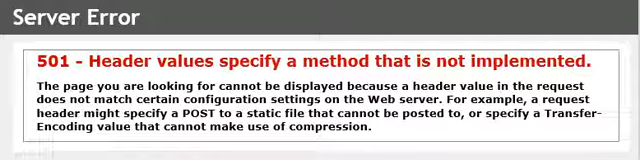 Server Error
501 - Header values specify a method that is not implemented.
The page you are looking for cannot be displayed because a header value in the request
does not match certain configuration settings on the Web server. For example, a request
header might specify a POST to a static file that cannot be posted to, or specify a Transfer-
Encoding value that cannot make use of compression.